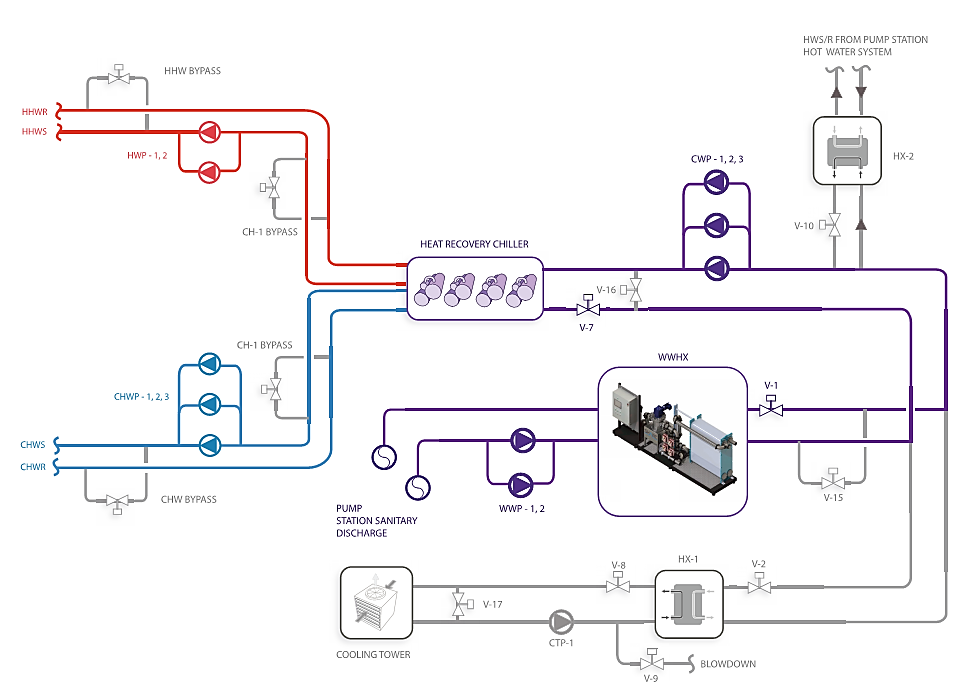 HWS/R FROM PUMP STATION
HOT WATER SYSTEM
HHW BYPASS
HHWR
HHWS
HWP - 1, 2
CWP - 1, 2, 3
HX-2
CH-1 BYPASS
V-10
HEAT RECOVERY CHILLER
V-16
V-7
CH-1 BYPASS
WWHX
V-1
CHWP - 1, 2, 3
CHWS
CHWR
CHW BYPASS
V-15
WWP - 1, 2
PUMP
STATION SANITARY
DISCHARGE
V-8
HX-1
V-2
V-17
CTP-1
COOLING TOWER
BLOWDOWN
V-9